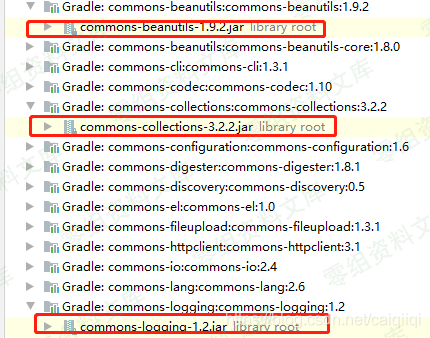 Gradle: commons-beanutils:commons-beanutils:1.9.2
commons-beanutils-1.9.2.jar library root
Gradle: commons-beanutils:commons-beanutils-core:1.8.0
Gradle: commons-cli:commons-cli:1.3.1
Gradle: commons-codec:commons-codec:1.10
Gradle: commons-collections:commons-collections:3.2.2
commons-collections-3.2.2.jar library root
Gradle: commons-configuration:commons-configuration:1.6
Gradle: commons-digester:commons-digester:1.8.1
Gradle: commons-discovery:commons-discovery:0.5
Gradle: commons-el:commons-el:1.0
Gradle: commons-fileupload:commons-fileupload:1.3.1
Gradle: commons-httpclient:commons-httpclient:3.1
Gradle: commons-io:commons-io:2.4
Gradle: commons-lang:commons-lang:2.6
Gradle: commons-logging:commons-logging:1.2
commons-logging-1.2.jar library root
零组资料文库